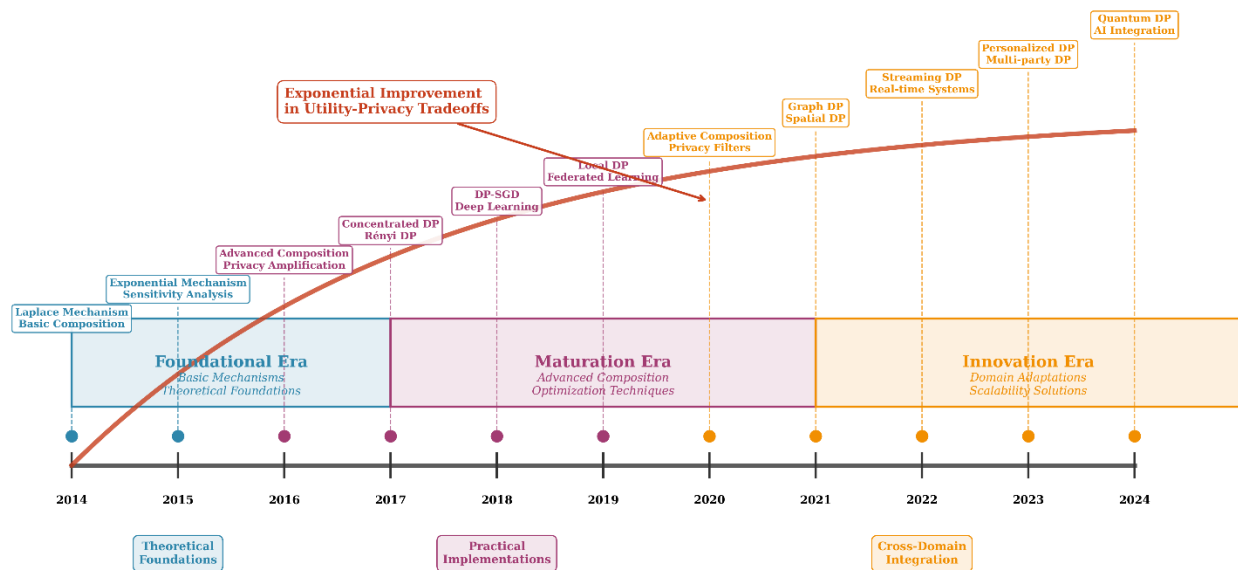 Quantum DP
AI Integration
Personalized DP
Multi-party DP
Streaming DP
Real-time Systems
Exponential Improvement
in Utility-Privacy Tradeoffs
Graph DP
Spatial DP
Adaptive Composition
Privacy Filters
Local DP
Federated Learning
DP-SGD
Deep Learning
Concentrated DP
Rényi DP
Advanced Composition
Privacy Amplification
Exponential Mechanism
Sensitivity Analysis
Laplace Mechanism
Basic Composition
Foundational Era
Basic Mechanisms
Theoretical Foundations
Maturation Era
Advanced Composition
Optimization Techniques
Innovation Era
Domain Adaptations
Scalability Solutions
2014 2015 2016 2017 2018 2019 2020 2021 2022 2023 2024
Theoretical
Foundations
Practical
Implementations
Cross-Domain
Integration